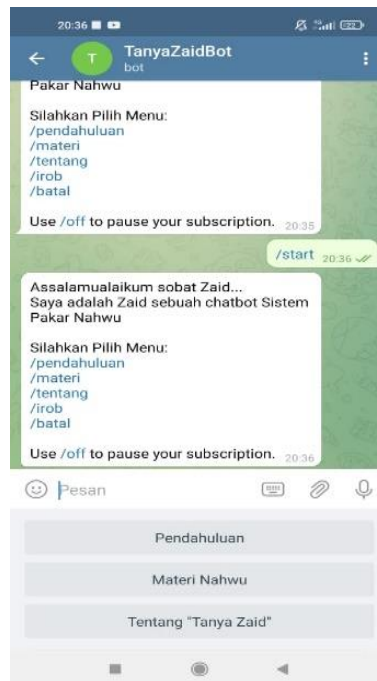 20:36
TanyaZaidBot
T
bot
Pakar Nahwu
Silahkan Pilih Menu:
/pendahuluan
/materi
/tentang
/irob
/batal
Use /off to pause your subscription. 20:35
/start 20:36
Assalamualaikum sobat Zaid...
Saya adalah Zaid sebuah chatbot Sistem
Pakar Nahwu
Silahkan Pilih Menu:
/pendahuluan
/materi
/tentang
/irob
/batal
Use /off to pause your subscription. 20:36
Pesan
Pendahuluan
Materi Nahwu
Tentang "Tanya Zaid"